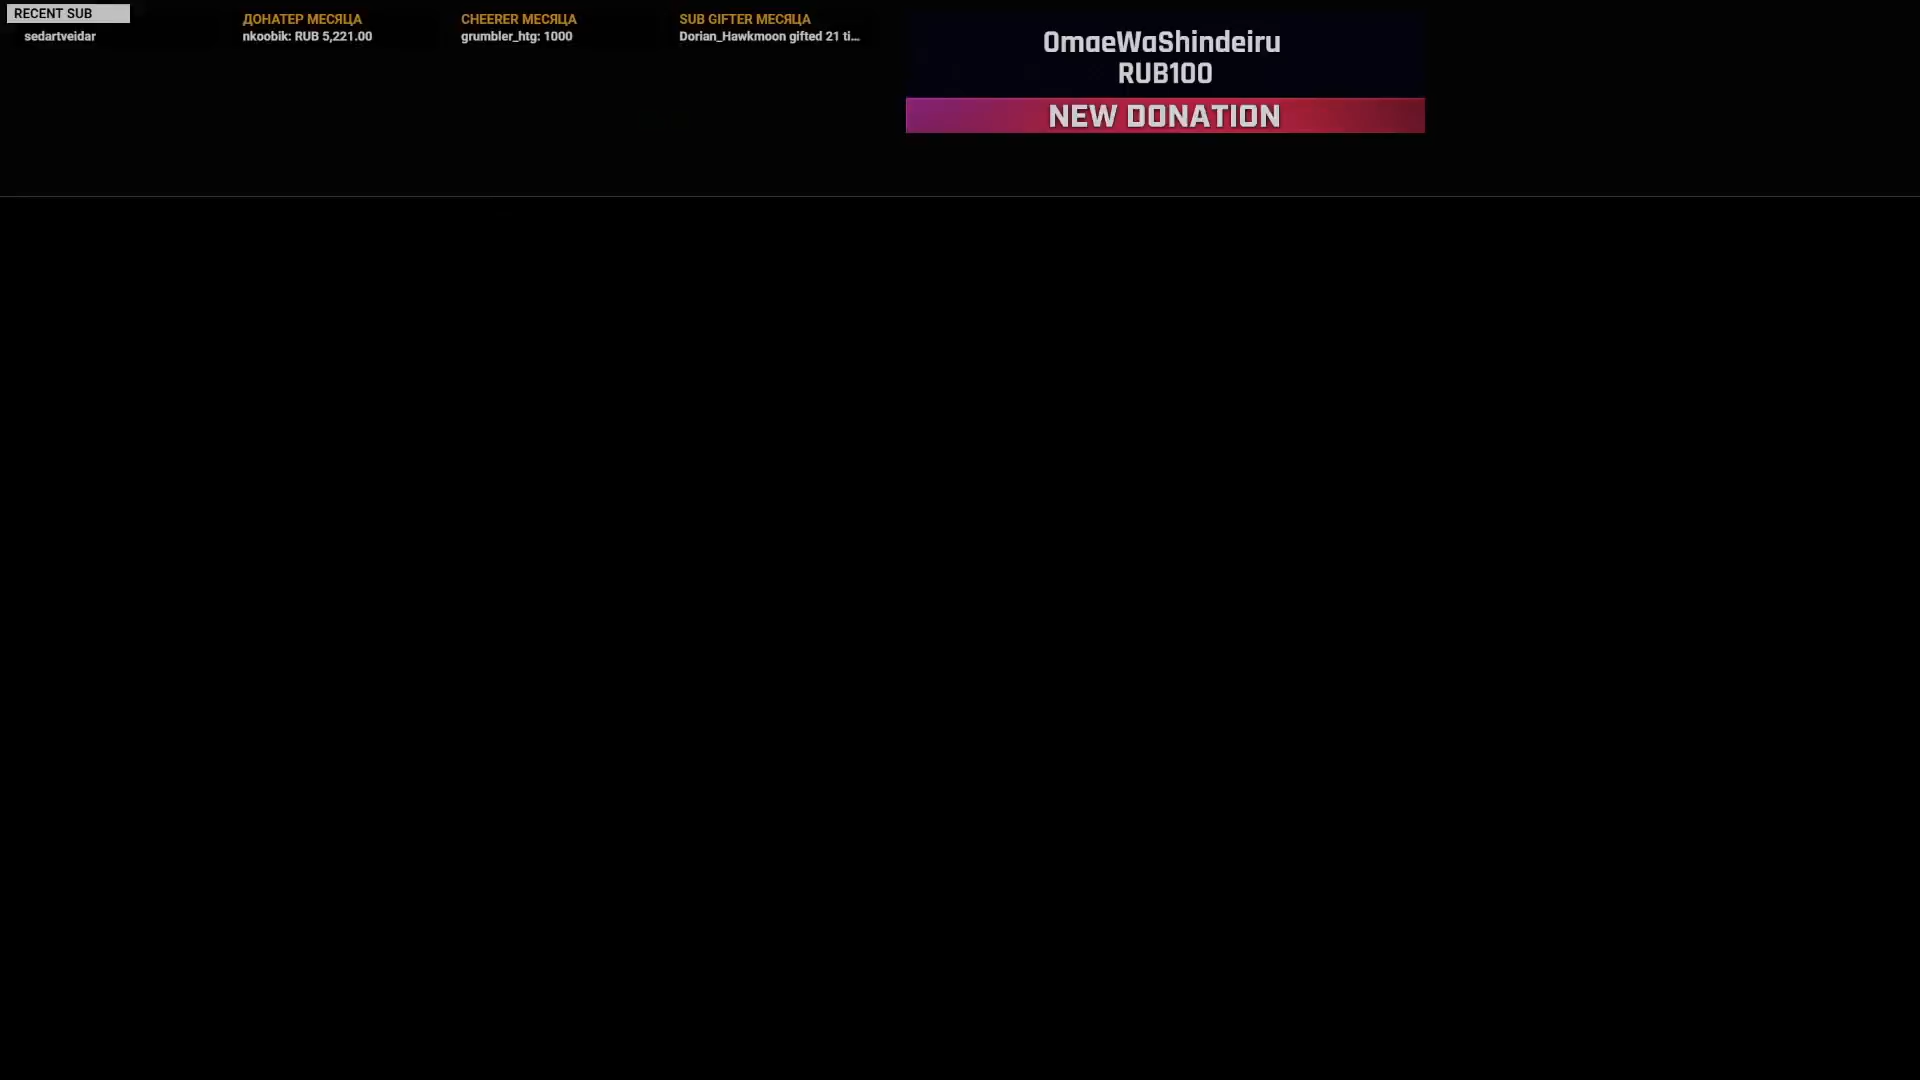 RECENT SUB
sedartveidar
ДОНАТЕР МЕСЯЦА
nkoobik: RUB 5,221.00
CHEERER МЕСЯЦА
grumbler_htg: 1000
SUB GIFTER МЕСЯЦА
Dorian_Hawkmoon gifted 21 ti...
OmaeWaShindeiru
RUB100
NEW DONATION